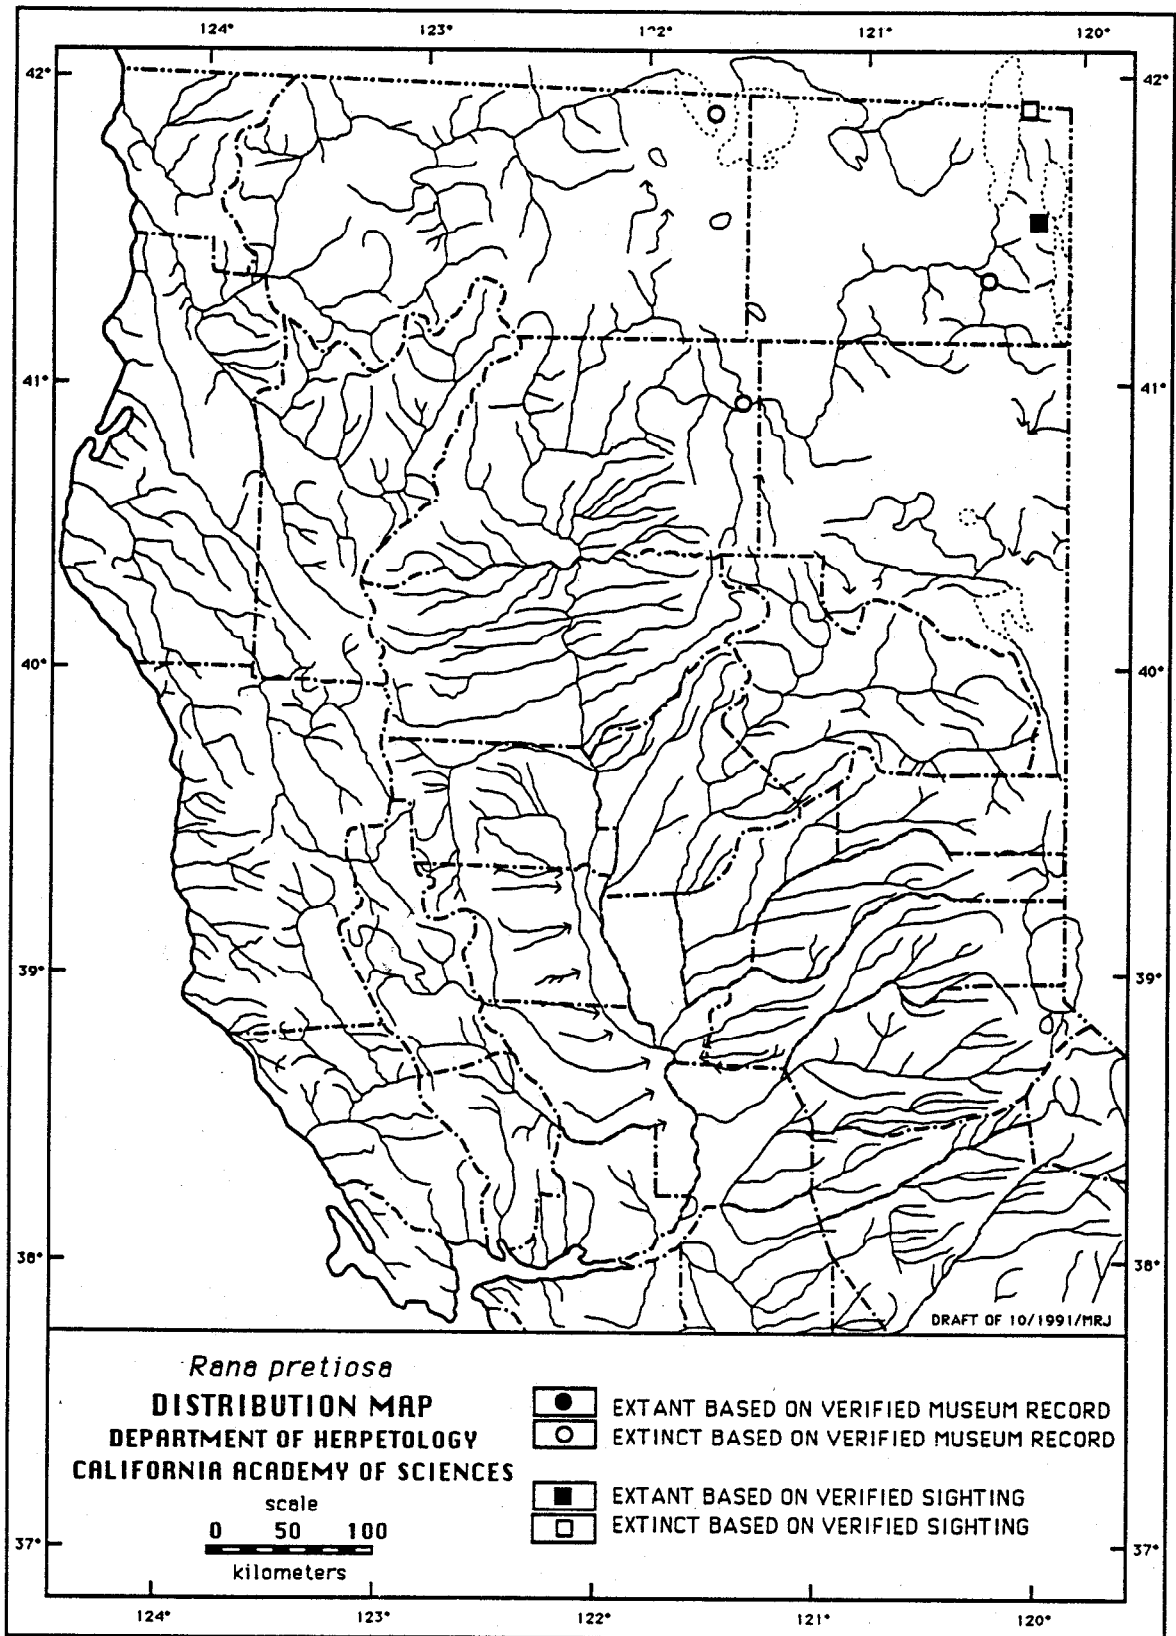 124° 123° 122° 121° 120°
42° 42°
41° 41°
40° 40°
39° 39°
38° 38°
DRAFT OF 10/1991/MRJ
Rana pretiosa
DISTRIBUTION MAP
DEPARTMENT OF HERPETOLOGY
CALIFORNIA ACADEMY OF SCIENCES
scale
0 50 100
kilometers
EXTANT BASED ON VERIFIED MUSEUM RECORD
EXTINCT BASED ON VERIFIED MUSEUM RECORD
EXTANT BASED ON VERIFIED SIGHTING
EXTINCT BASED ON VERIFIED SIGHTING
37° 37°
124° 123° 122° 121° 120°